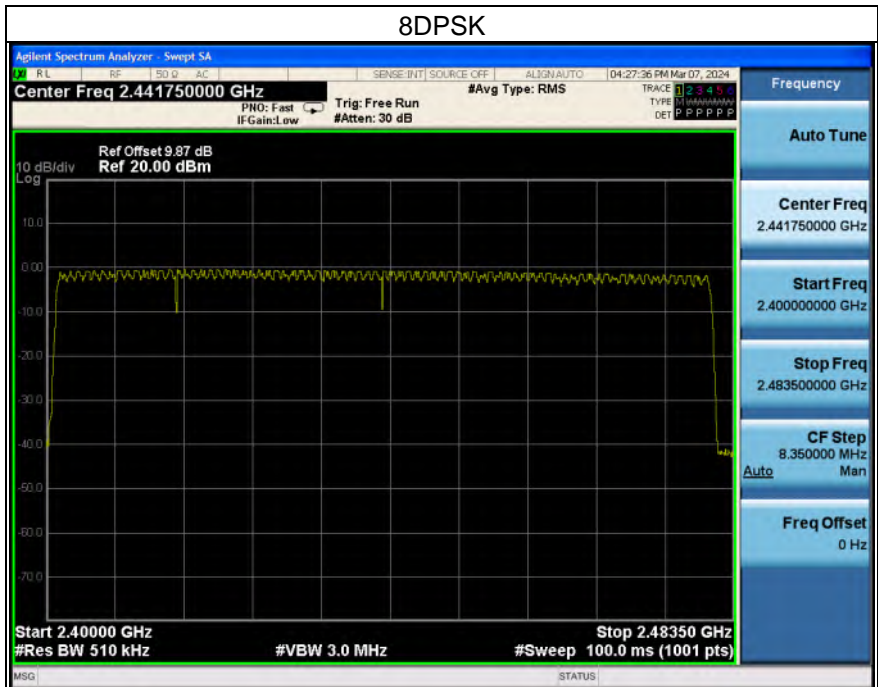 8DPSK
Agilent Spectrum Analyzer - Swept SA
LXI RL RF 50 Ω AC SENSE:INT SOURCE OFF ALIGN AUTO 04:27:36 PM Mar 07, 2024
Center Freq 2.441750000 GHz #Avg Type: RMS TRACE 1 2 3 4 5 6
PNO: Fast Trig: Free Run TYPE M
IFGain:Low #Atten: 30 dB DET P P P P P P
Frequency
Auto Tune
Ref Offset 9.87 dB
10 dB/div Ref 20.00 dBm
Log
10.0
0.00
-10.0
-20.0
-30.0
-40.0
-50.0
-60.0
-70.0
Center Freq
2.441750000 GHz
Start Freq
2.400000000 GHz
Stop Freq
2.483500000 GHz
CF Step
8.350000 MHz
Auto Man
Freq Offset
0 Hz
Start 2.40000 GHz Stop 2.48350 GHz
#Res BW 510 kHz #VBW 3.0 MHz #Sweep 100.0 ms (1001 pts)
MSG STATUS